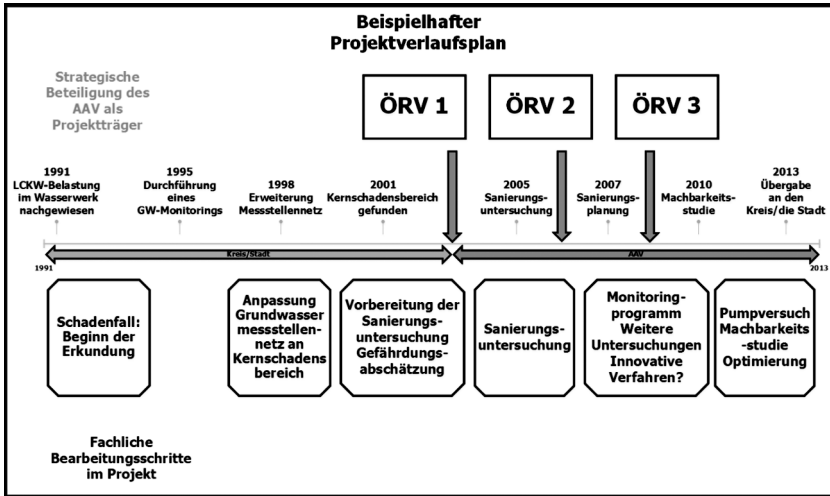 Beispielhafter
Projektverlaufsplan
Strategische
Beteiligung des
AAV als
Projektträger
ÖRV 1
ÖRV 2
ÖRV 3
1991
LCKW-Belastung
im Wasserwerk
nachgewiesen
1995
Durchführung
eines
GW-Monitorings
1998
Erweiterung
Messstellennetz
2001
Kernschadensbereich
gefunden
2005
Sanierungs-
untersuchung
2007
Sanierungs-
planung
2010
Machbarkeits-
studie
2013
Übergabe
an den
Kreis/die Stadt
Kreis/Stadt
AAV
1991
2013
Schadenfall:
Beginn der
Erkundung
Anpassung
Grundwasser
messstellen-
netz an
Kernschadens
bereich
Vorbereitung der
Sanierungs-
untersuchung
Gefährdungs-
abschätzung
Sanierungs-
untersuchung
Monitoring-
programm
Weitere
Untersuchungen
Innovative
Verfahren?
Pumpversuch
Machbarkeits
-studie
Optimierung
Fachliche
Bearbeitungsschritte
im Projekt